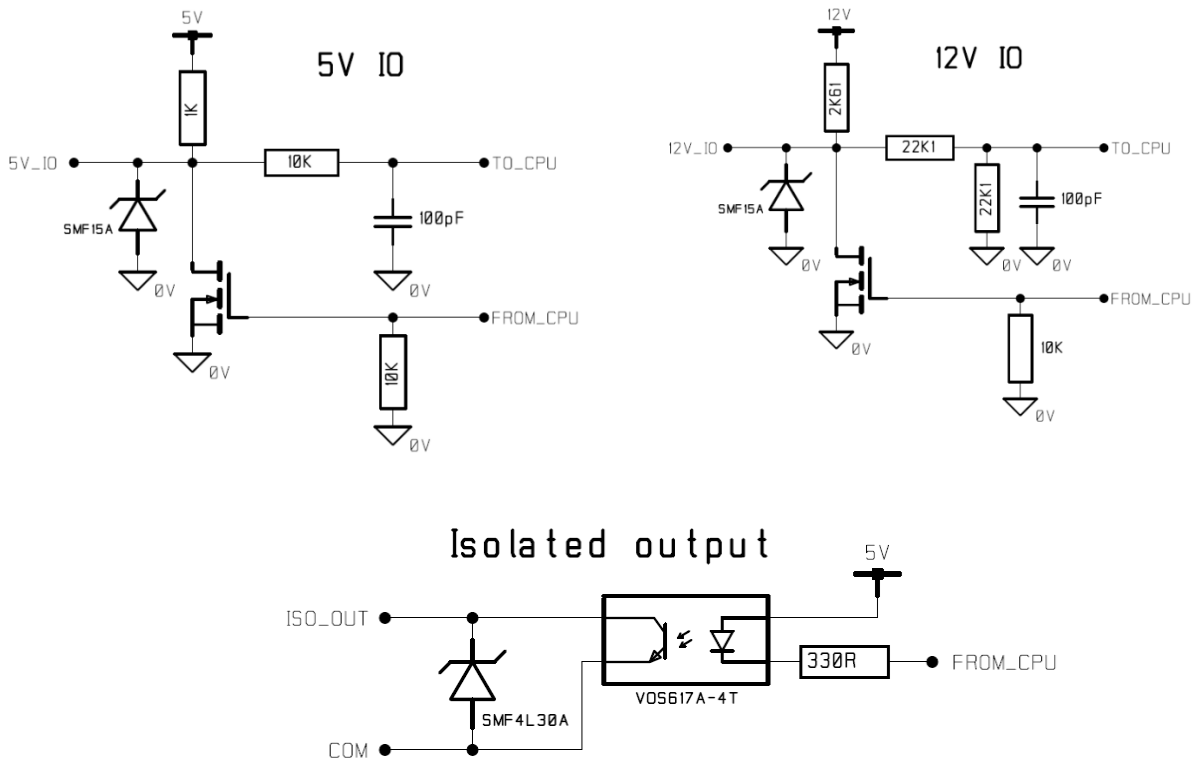 5V
5V IO
1K
5V_IO
10K
TO_CPU
SMF15A
100pF
0V
0V
FROM_CPU
0V
10K
0V
12V
12V IO
2K61
12V_IO
22K1
TO_CPU
SMF15A
22K1
100pF
0V
0V
0V
FROM_CPU
0V
10K
0V
Isolated output
5V
ISO_OUT
330R
FROM_CPU
VOS617A-4T
SMF4L30A
COM